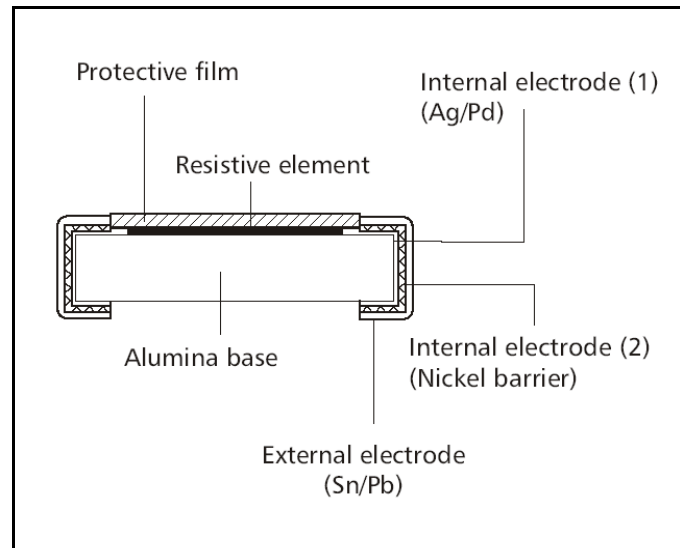 Protective film
Internal electrode (1)
(Ag/Pd)
Resistive element
Alumina base
Internal electrode (2)
(Nickel barrier)
External electrode
(Sn/Pb)